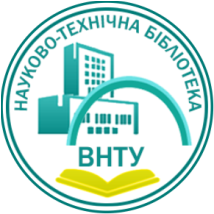 НАУКОВО-ТЕХНІЧНА БІБЛІОТЕКА
ВНТУ